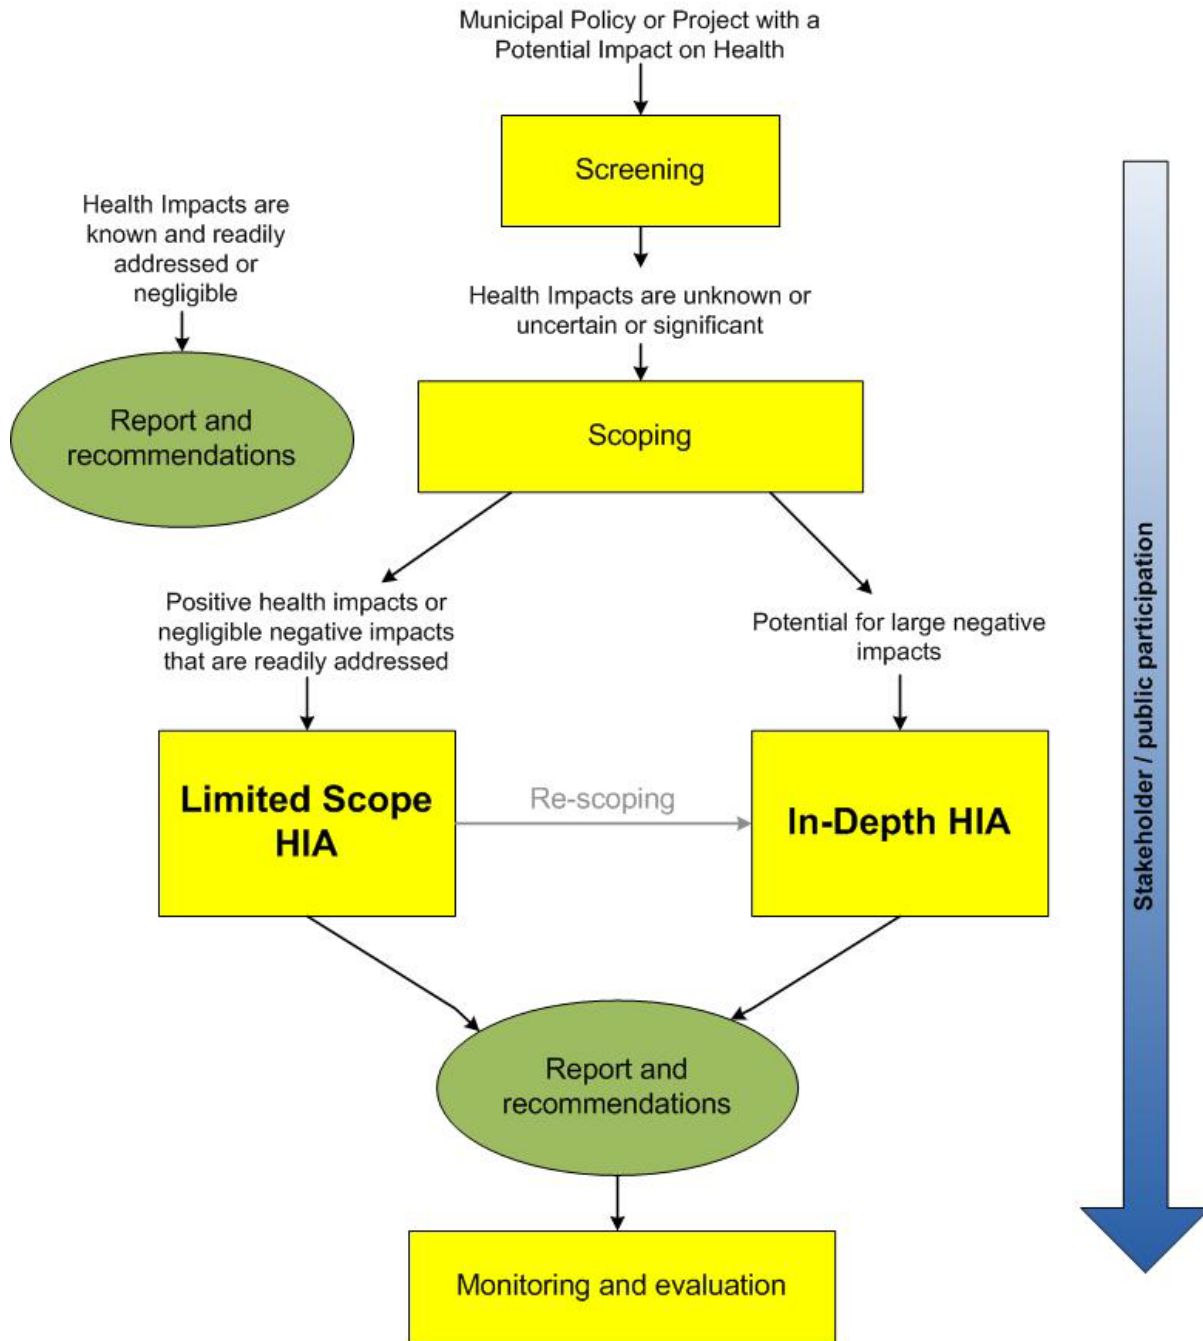 Municipal Policy or Project with a
Potential Impact on Health
Screening
Health Impacts are
known and readily
addressed or
negligible
Health Impacts are unknown or
uncertain or significant
Report and
recommendations
Scoping
Positive health impacts or
negligible negative impacts
that are readily addressed
Potential for large negative
impacts
Limited Scope
HIA
Re-scoping
In-Depth HIA
Report and
recommendations
Monitoring and evaluation
Stakeholder / public participation